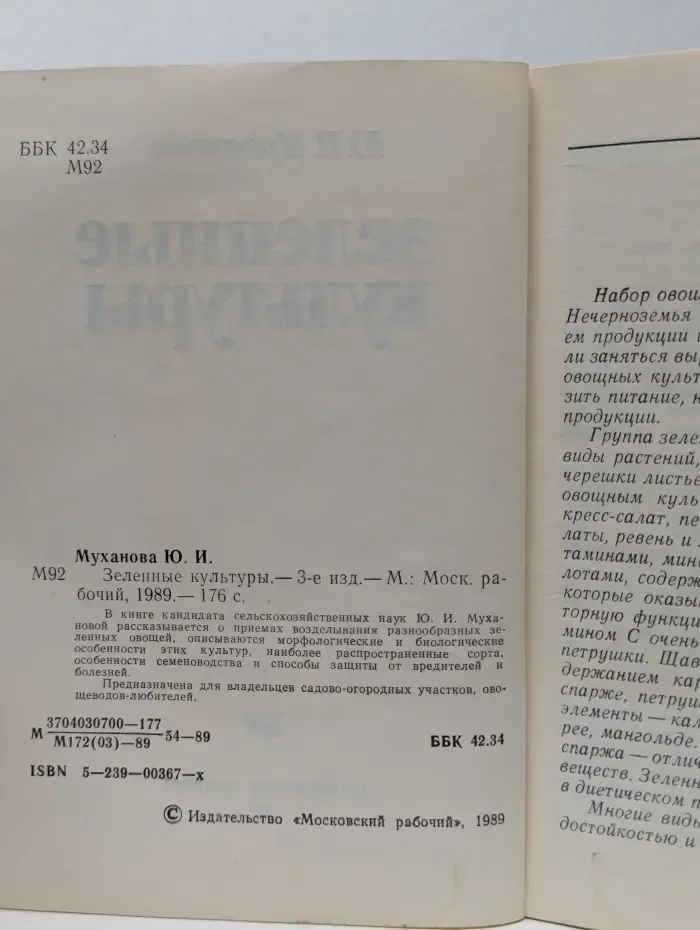 ББК 42.34
М92
Муханова Ю. И.
М92 Зеленные культуры.— 3-е изд.— М.: Моск. ра-
бочий, 1989.— 176 с.
В книге кандидата сельскохозяйственных наук Ю. И. Муха-
новой рассказывается о приемах возделывания разнообразных зе-
ленных овощей, описываются морфологические и биологические
особенности этих культур, наиболее распространенные сорта,
особенности семеноводства и способы защиты от вредителей и
болезней.
Предназначена для владельцев садово-огородных участков, ово-
щеводов-любителей.
М 3704030700—177
М172(03)—89 54—89
ББК 42.34
ISBN 5—239—00367—х
© Издательство «Московский рабочий», 1989
Набор овощ
Нечерноземья
ем продукции
ли заняться выр
овощных культ
зить питание, н
продукции.
Группа зеле
виды растений,
черешки листье
овощным куль
кресс-салат, пе
латы, ревень и
таминами, мине
лотами, содерж
которые оказы
торную функци
мином С очень
петрушки. Щав
держанием кар
спарже, петруш
элементы — кал
рее, мангольде.
спаржа — отлич
веществ. Зеленн
в диетическом п
Многие виды
достойкостью и